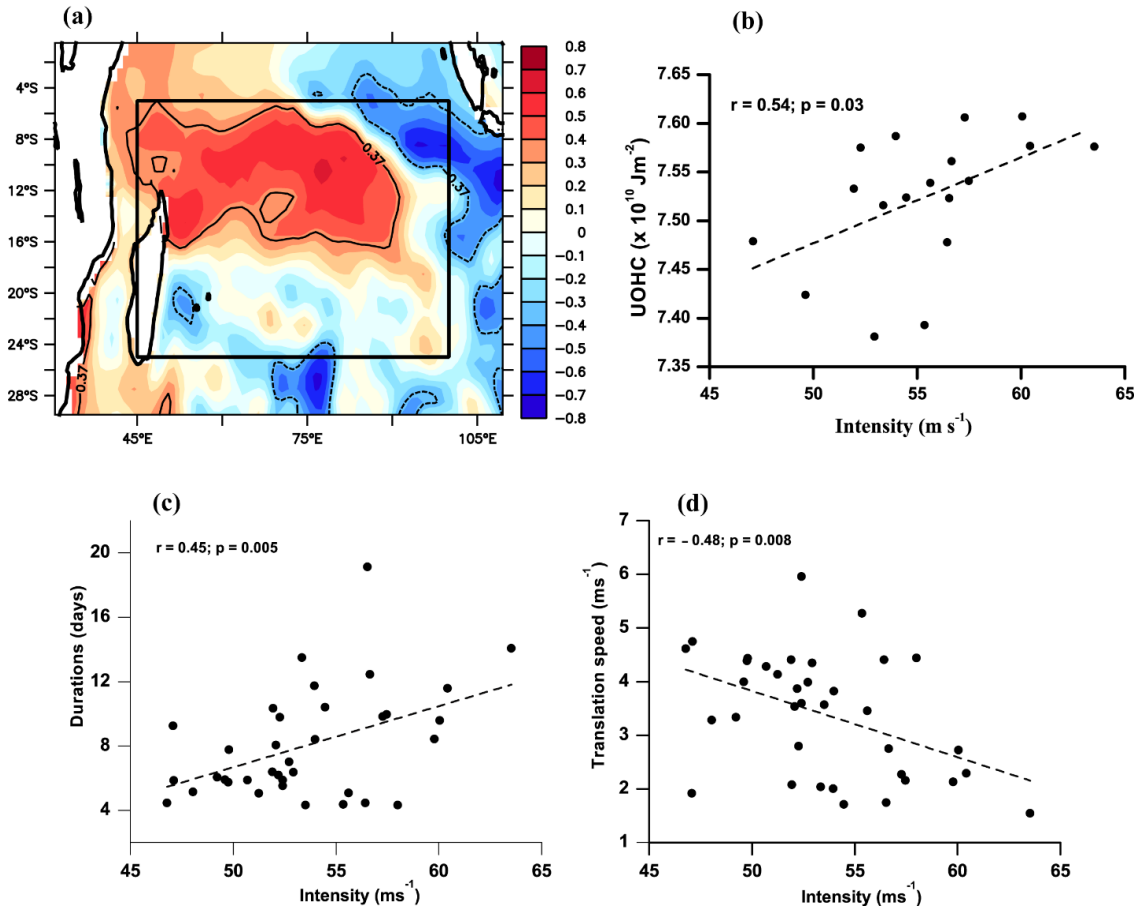 (a)
4°S
8°S
12°S
16°S
20°S
24°S
28°S
45°E
75°E
105°E
0.37
0.37
0.37
0.8
0.7
0.6
0.5
0.4
0.3
0.2
0.1
0
−0.1
−0.2
−0.3
−0.4
−0.5
−0.6
−0.7
−0.8
(b)
r = 0.54; p = 0.03
UOHC (x 10¹⁰ Jm⁻²)
7.65
7.60
7.55
7.50
7.45
7.40
7.35
45 50 55 60 65
Intensity (m s⁻¹)
(c)
r = 0.45; p = 0.005
Durations (days)
20
16
12
8
4
45 50 55 60 65
Intensity (ms⁻¹)
(d)
r = −0.48; p = 0.008
Translation speed (ms⁻¹)
7
6
5
4
3
2
1
45 50 55 60 65
Intensity (ms⁻¹)